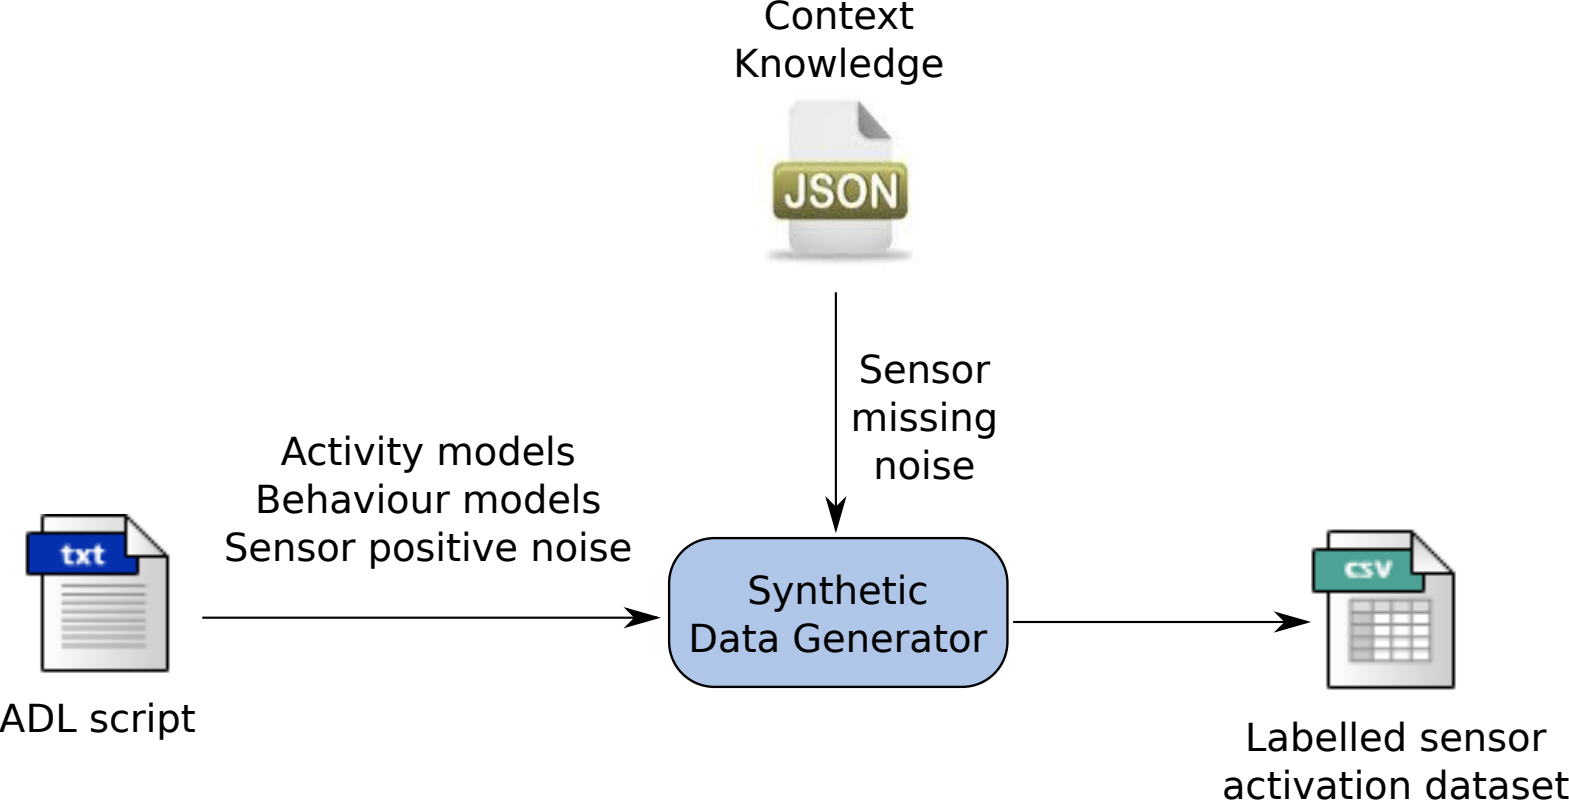 Context
Knowledge
JSON
Sensor
missing
noise
Activity models
Behaviour models
Sensor positive noise
txt
ADL script
Synthetic
Data Generator
csv
Labelled sensor
activation dataset